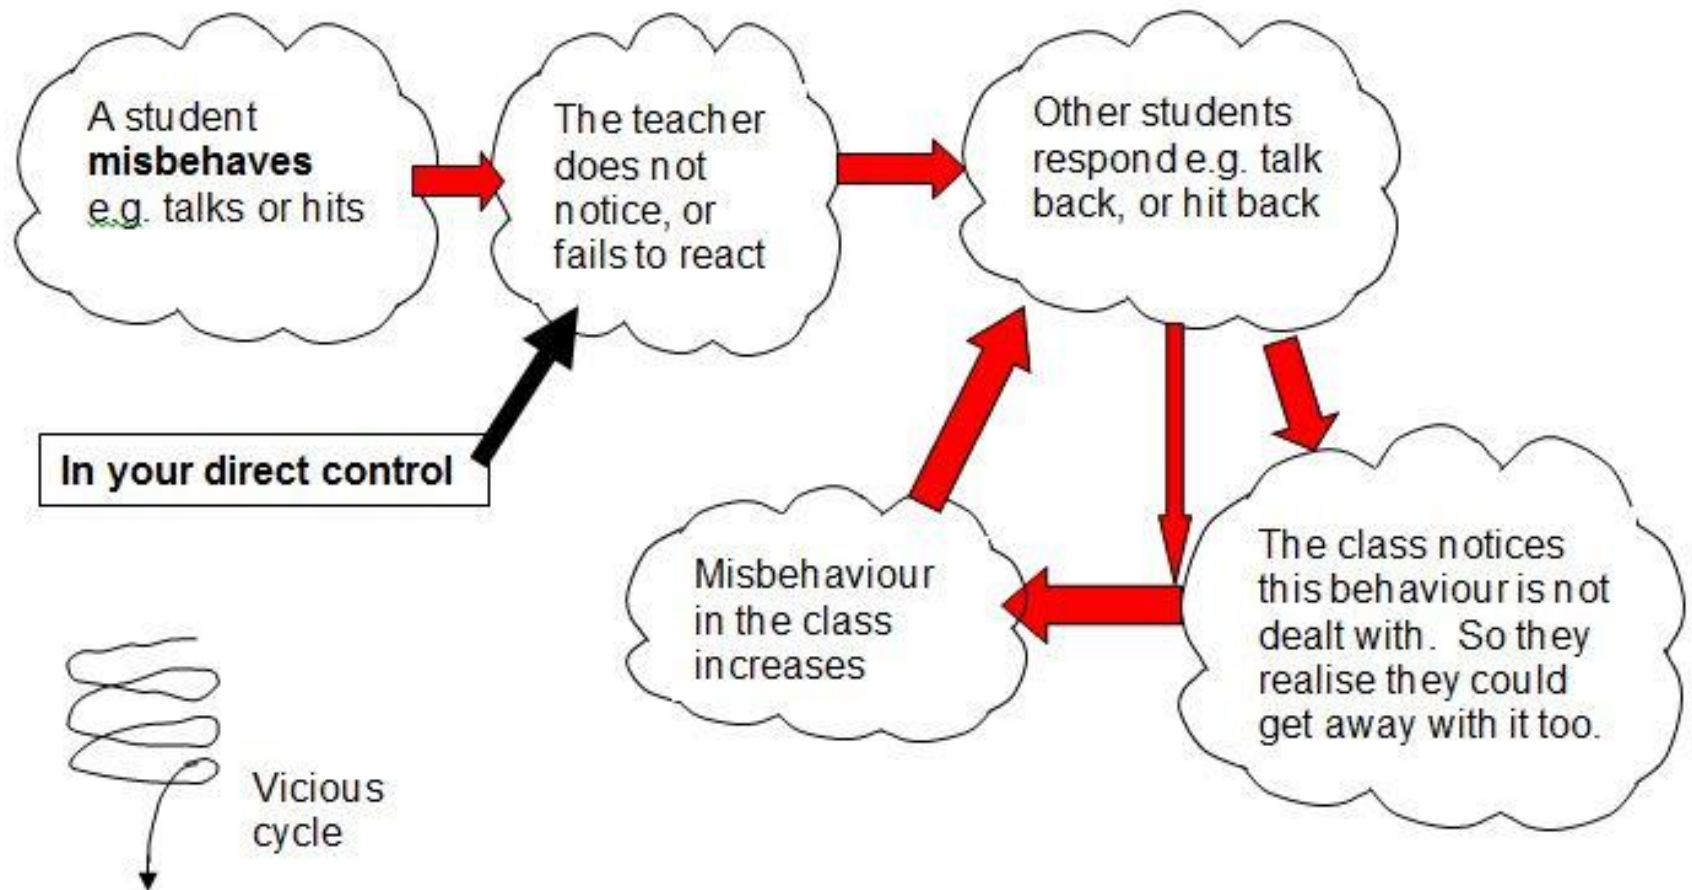 A student
misbehaves
e.g. talks or hits
The teacher
does not
notice, or
fails to react
Other students
respond e.g. talk
back, or hit back
In your direct control
Misbehaviour
in the class
increases
The class notices
this behaviour is not
dealt with. So they
realise they could
get away with it too.
Vicious
cycle